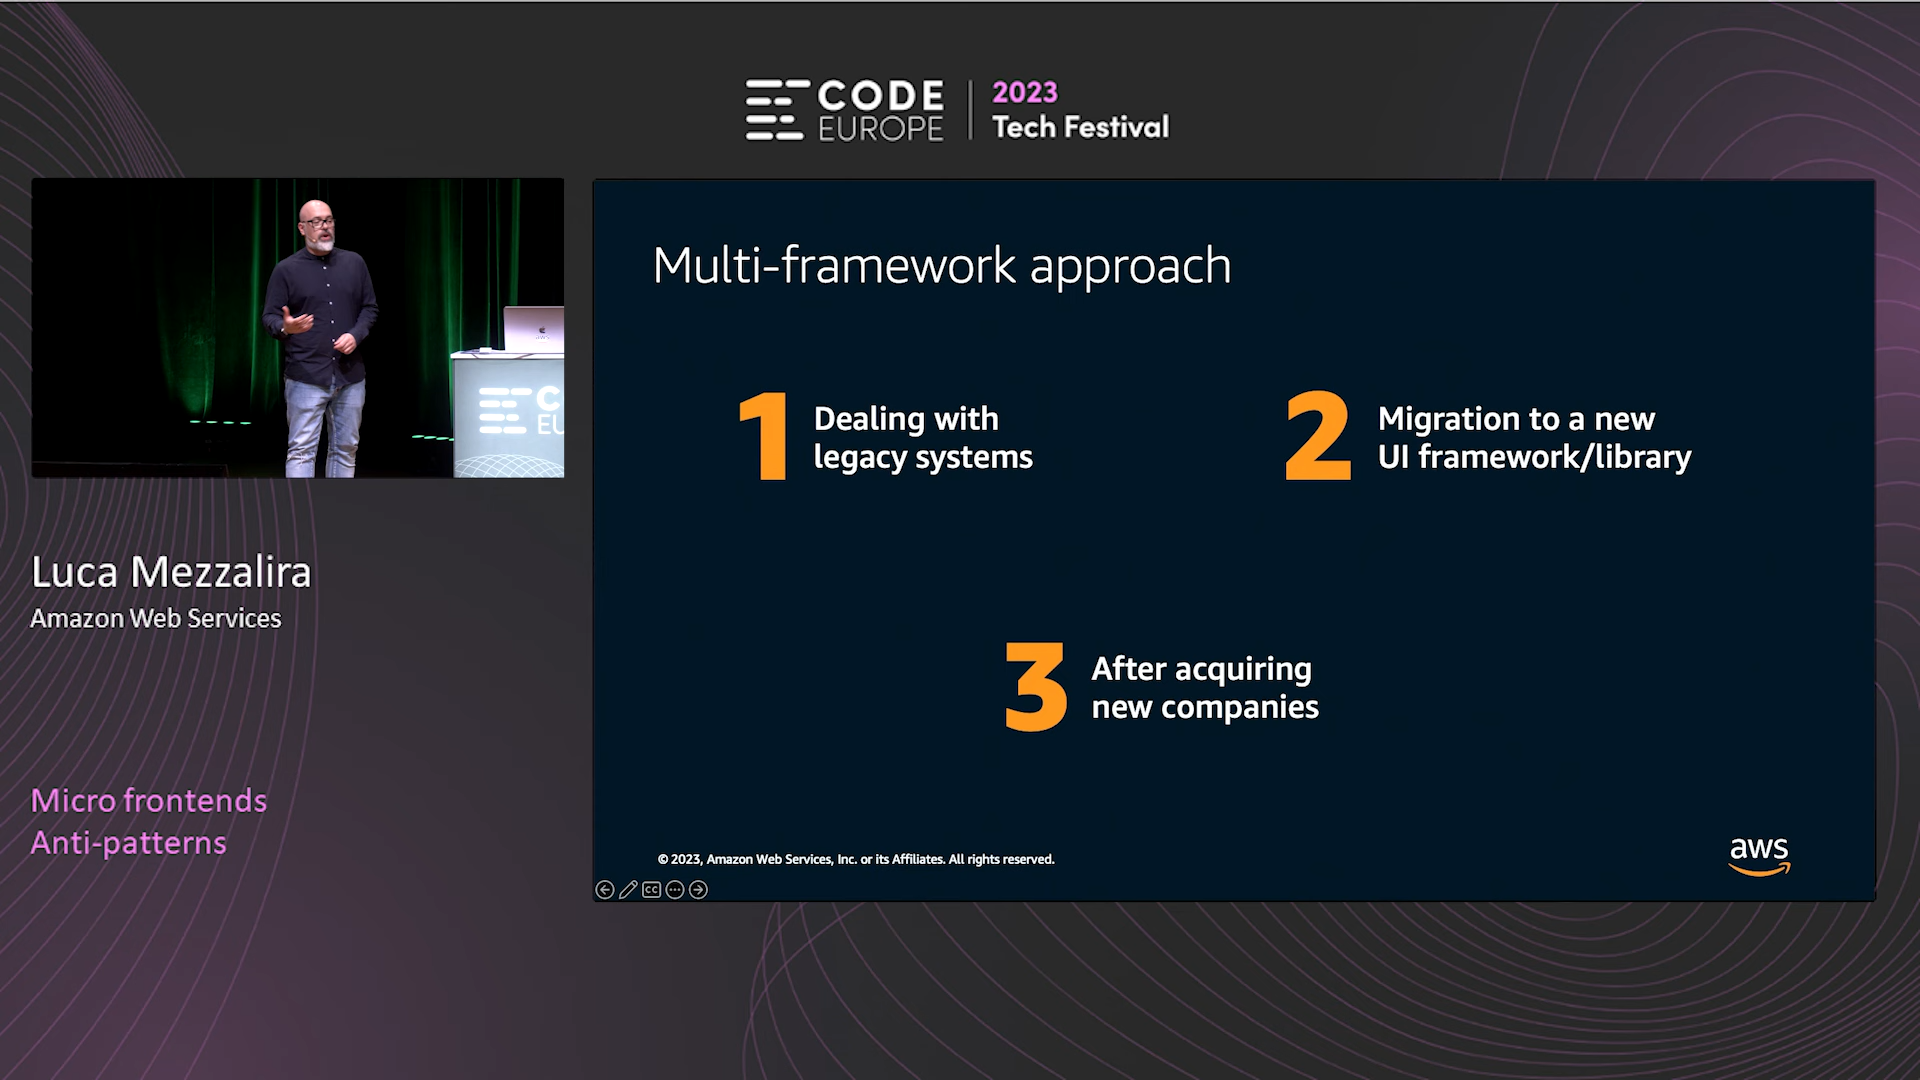 CODE
EUROPE
2023
Tech Festival
Multi-framework approach
1
Dealing with
legacy systems
2
Migration to a new
UI framework/library
3
After acquiring
new companies
© 2023, Amazon Web Services, Inc. or its Affiliates. All rights reserved.
aws
CC
Luca Mezzalira
Amazon Web Services
Micro frontends
Anti-patterns
C
EU